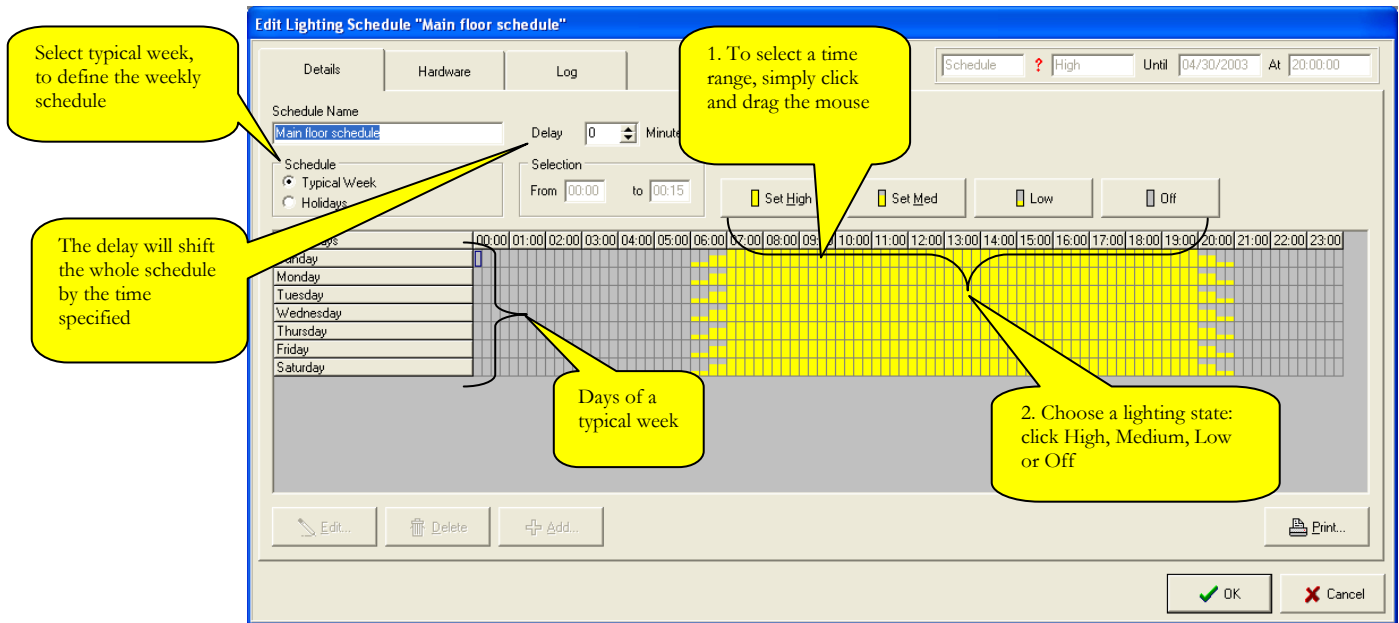 Edit Lighting Schedule "Main floor schedule"
Select typical week,
to define the weekly
schedule
1. To select a time
range, simply click
and drag the mouse
Details
Hardware
Log
Schedule
?
High
Until
04/30/2003
At
20:00:00
Schedule Name
Main floor schedule
Delay
0
Minute
Schedule
Typical Week
Holidays
Selection
From
00:00
to
00:15
Set High
Set Med
Low
Off
The delay will shift
the whole schedule
by the time
specified
00:00 01:00 02:00 03:00 04:00 05:00 06:00 07:00 08:00 10:00 11:00 12:00 13:00 14:00 15:00 16:00 17:00 18:00 19:00 20:00 21:00 22:00 23:00
Monday
Tuesday
Wednesday
Thursday
Friday
Saturday
Days of a
typical week
2. Choose a lighting state:
click High, Medium, Low
or Off
Edit...
Delete
Add...
Print...
OK
Cancel